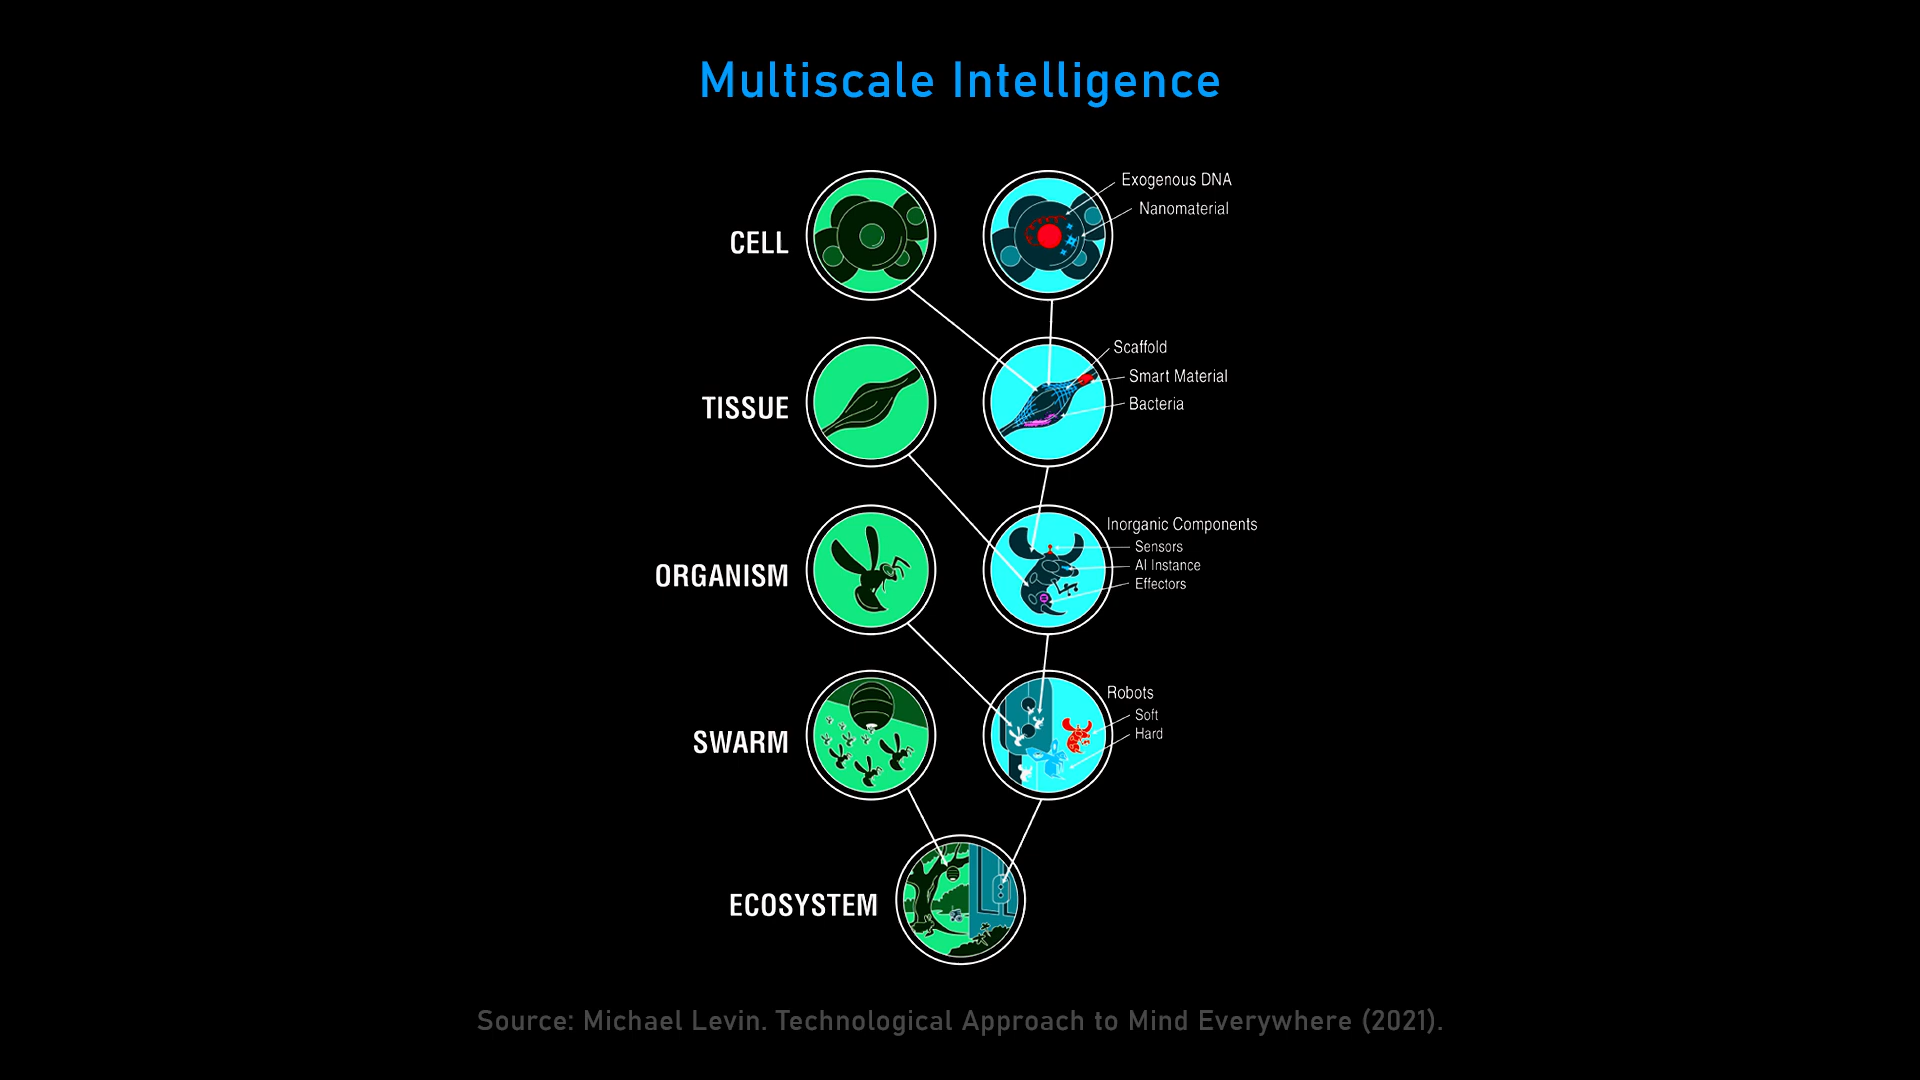 Multiscale Intelligence
CELL
Exogenous DNA
Nanomaterial
TISSUE
Scaffold
Smart Material
Bacteria
ORGANISM
Inorganic Components
Sensors
AI Instance
Effectors
SWARM
Robots
Soft
Hard
ECOSYSTEM
Source: Michael Levin. Technological Approach to Mind Everywhere (2021).